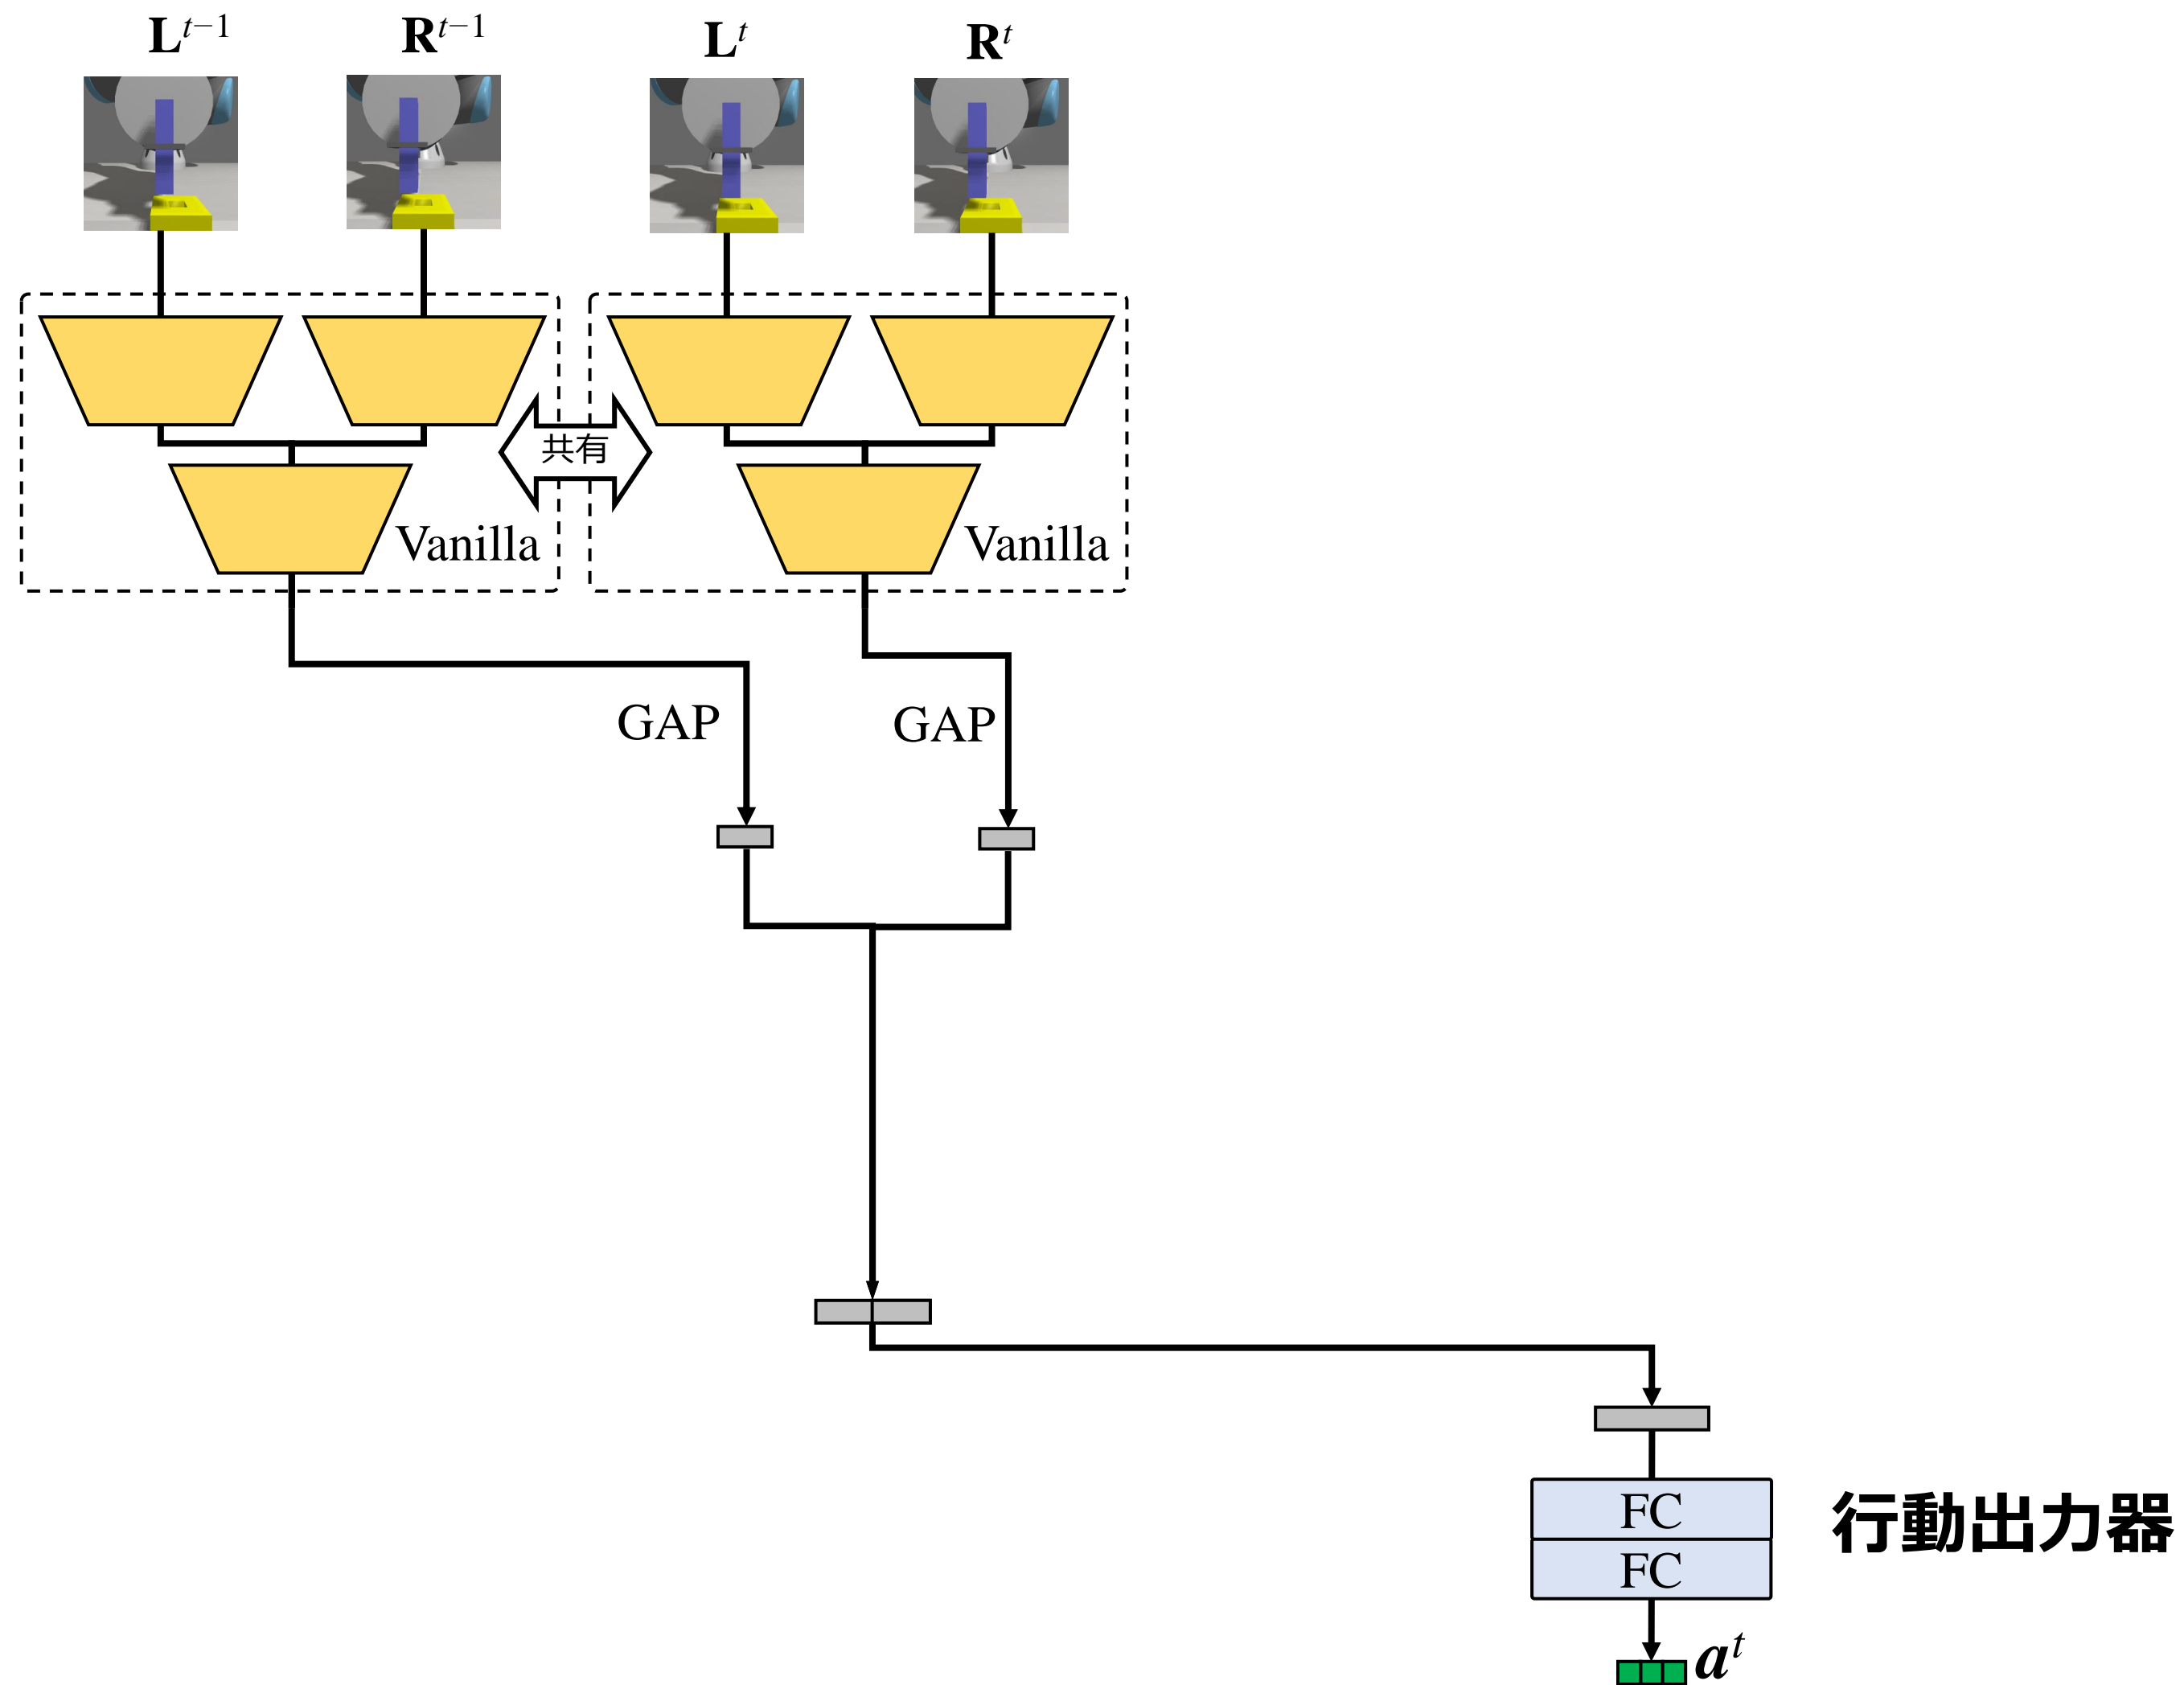 L^{t-1} R^{t-1} L^t R^t
共有
Vanilla Vanilla
GAP GAP
FC
FC
行動出力器
a^t